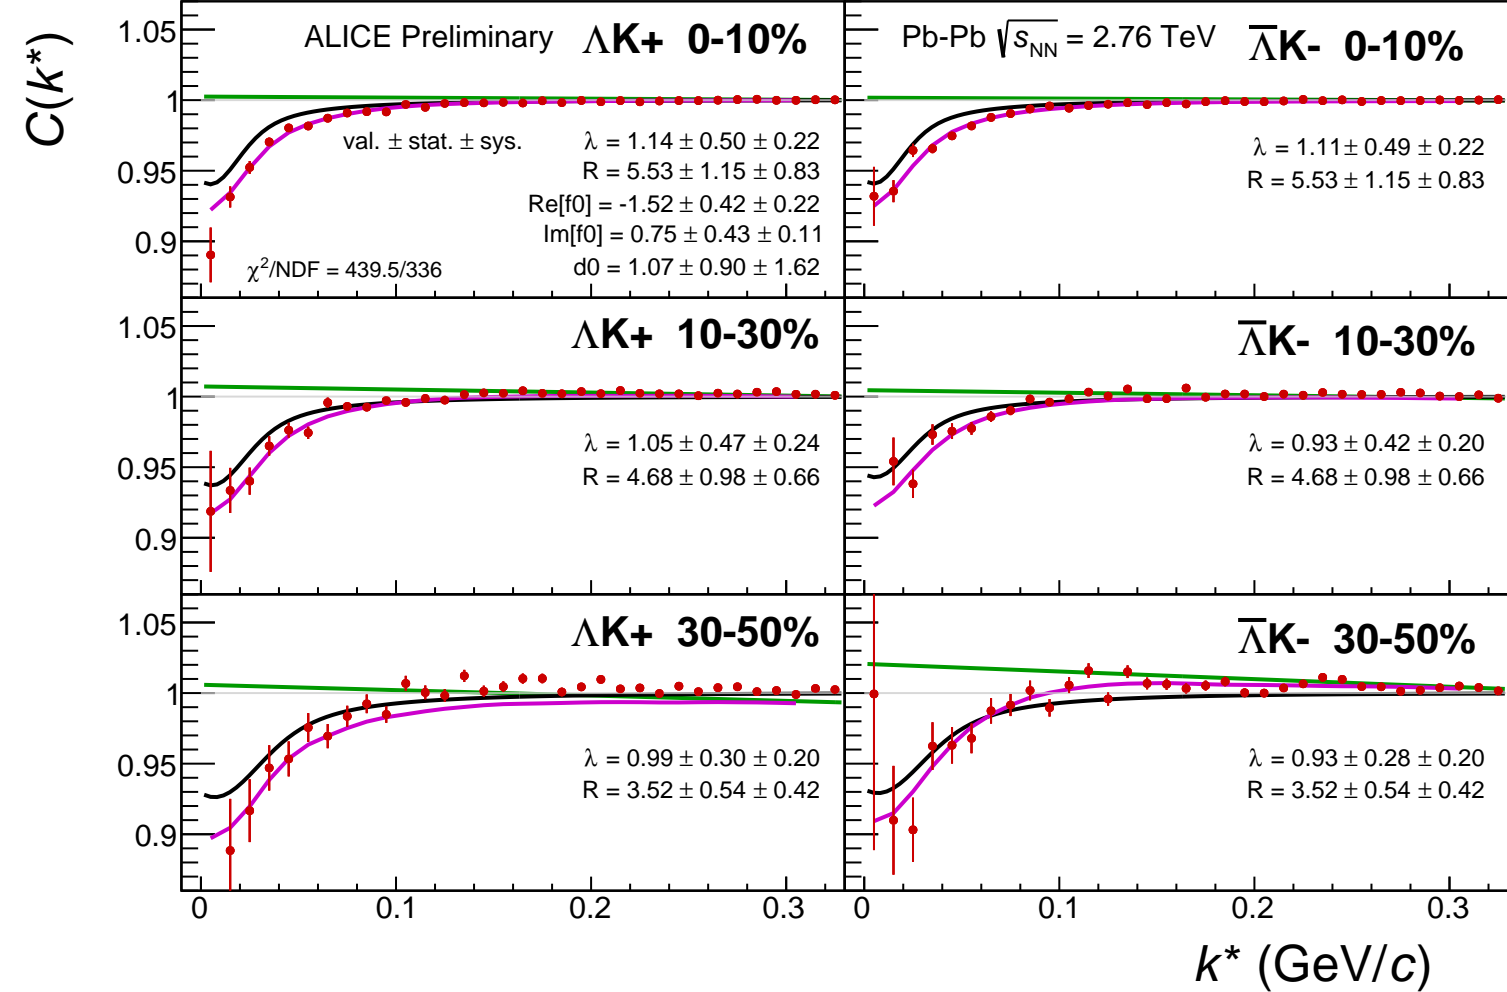 C(k*)
1.05
1
0.95
0.9
ALICE Preliminary ΛK+ 0-10%
val. ± stat. ± sys.
λ = 1.14 ± 0.50 ± 0.22
R = 5.53 ± 1.15 ± 0.83
Re[f0] = -1.52 ± 0.42 ± 0.22
Im[f0] = 0.75 ± 0.43 ± 0.11
d0 = 1.07 ± 0.90 ± 1.62
χ²/NDF = 439.5/336
Pb-Pb √s_NN = 2.76 TeV Λ̅K- 0-10%
λ = 1.11± 0.49 ± 0.22
R = 5.53 ± 1.15 ± 0.83
1.05
1
0.95
0.9
ΛK+ 10-30%
λ = 1.05 ± 0.47 ± 0.24
R = 4.68 ± 0.98 ± 0.66
Λ̅K- 10-30%
λ = 0.93 ± 0.42 ± 0.20
R = 4.68 ± 0.98 ± 0.66
1.05
1
0.95
0.9
ΛK+ 30-50%
λ = 0.99 ± 0.30 ± 0.20
R = 3.52 ± 0.54 ± 0.42
Λ̅K- 30-50%
λ = 0.93 ± 0.28 ± 0.20
R = 3.52 ± 0.54 ± 0.42
0 0.1 0.2 0.3
0 0.1 0.2 0.3
k* (GeV/c)